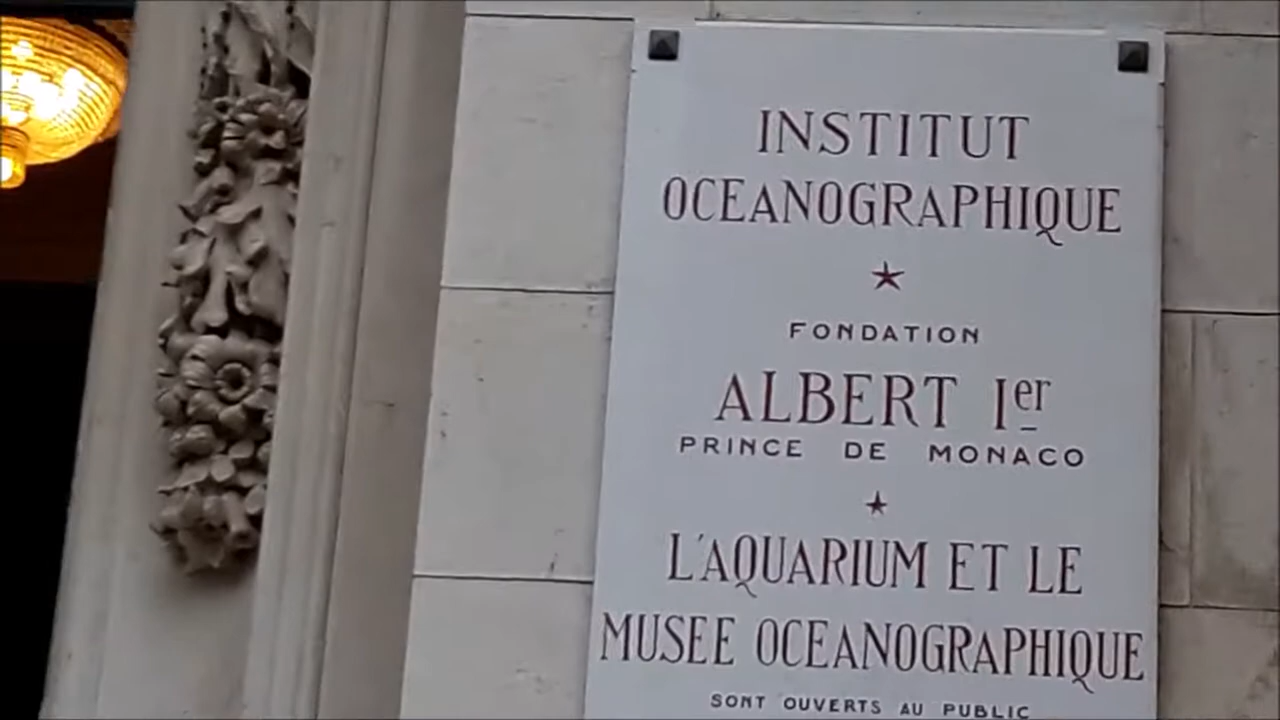 INSTITUT
OCEANOGRAPHIQUE
FONDATION
ALBERT Ier
PRINCE DE MONACO
L'AQUARIUM ET LE
MUSEE OCEANOGRAPHIQUE
SONT OUVERTS AU PUBLIC